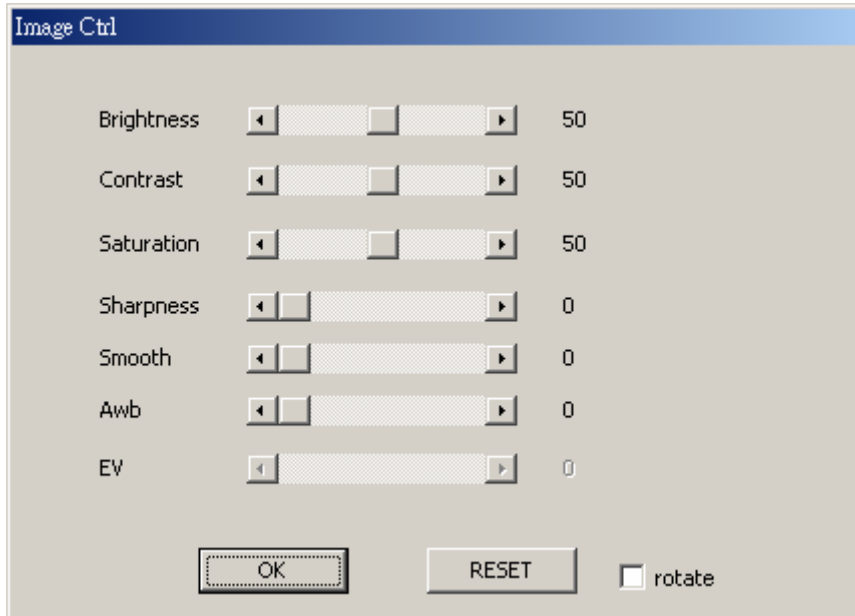 Image Ctrl
Brightness 50
Contrast 50
Saturation 50
Sharpness 0
Smooth 0
Awb 0
EV 0
OK RESET rotate